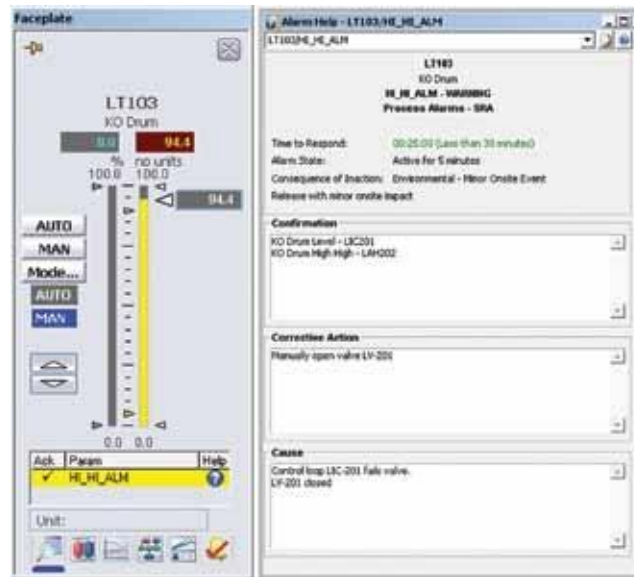 Faceplate
LT103
KO Drum
0.0 94.4
% no units
100.0 100.0
94.4
AUTO
MAN
Mode...
AUTO
MAN
0.0 0.0
Ack Param Help
HI_HI_ALM
Unit:
Alarm Help - LT103/HI_HI_ALM
LT103/HI_HI_ALM
LT103
KO Drum
HI_HI_ALM - WARNING
Process Alarms - SRA
Time to Respond: 00:25:00 (Less than 30 minutes)
Alarm State: Active for 5 minutes
Consequence of Inaction: Environmental - Minor Onsite Event
Release with minor onsite impact
Confirmation
KO Drum Level - LIC201
KO Drum High High - LAH202
Corrective Action
Manually open valve LV-201
Cause
Control loop LIC-201 fails valve.
LV-201 closed